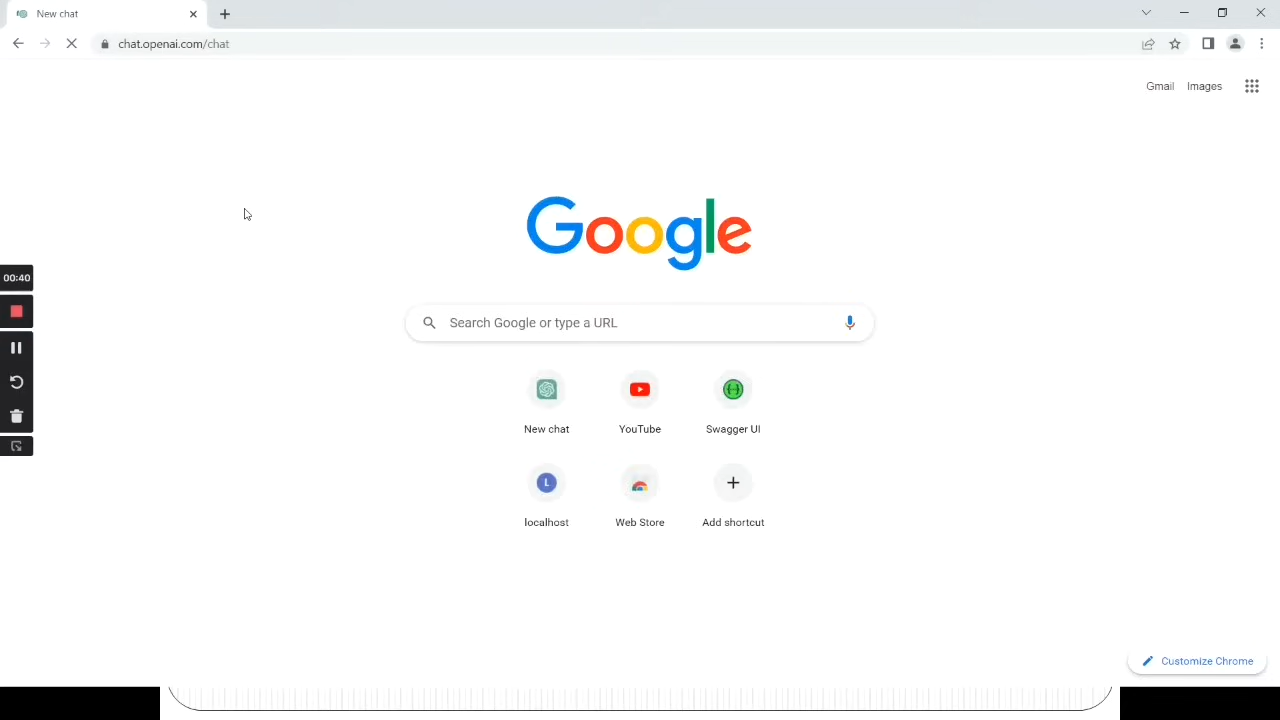 New chat
chat.openai.com/chat
Gmail Images
Google
00:40
Search Google or type a URL
New chat YouTube Swagger UI
L
localhost Web Store Add shortcut
Customize Chrome